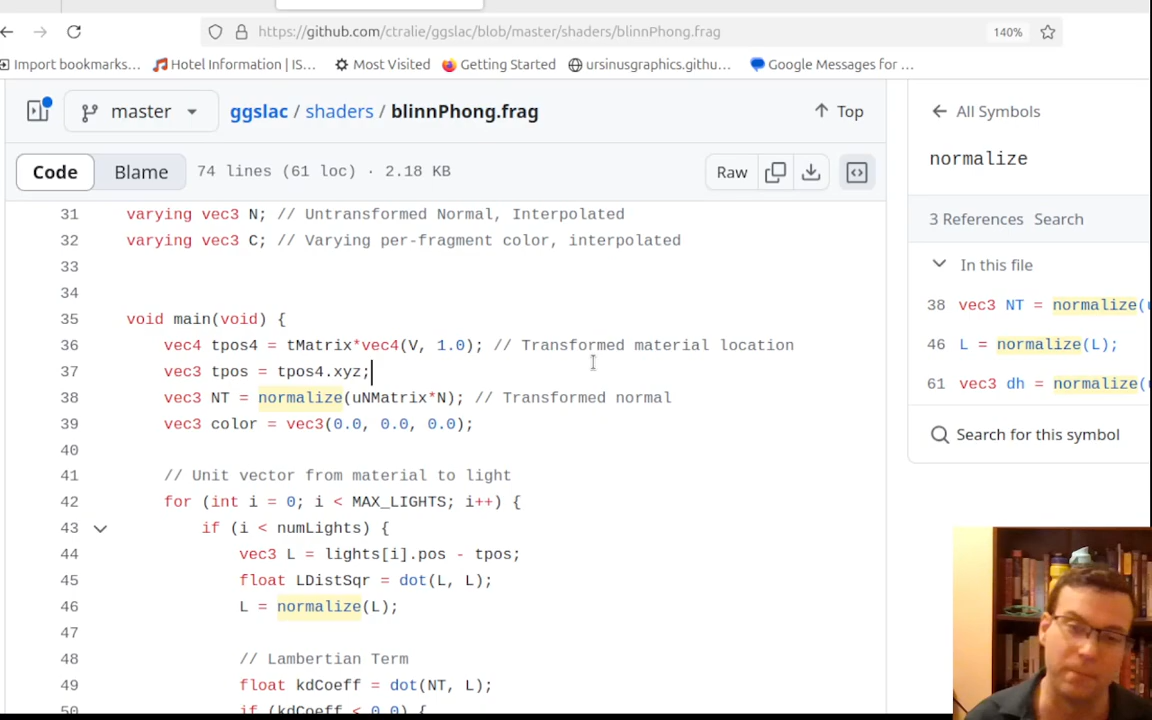 https://github.com/ctralie/ggslac/blob/master/shaders/blinnPhong.frag 140%
Import bookmarks... Hotel Information | IS... Most Visited Getting Started ursinusgraphics.githu... Google Messages for ...
master ggslac / shaders / blinnPhong.frag Top
Code Blame 74 lines (61 loc) · 2.18 KB Raw
31 varying vec3 N; // Untransformed Normal, Interpolated
32 varying vec3 C; // Varying per-fragment color, interpolated
33
34
35 void main(void) {
36 vec4 tpos4 = tMatrix*vec4(V, 1.0); // Transformed material location
37 vec3 tpos = tpos4.xyz;
38 vec3 NT = normalize(uNMatrix*N); // Transformed normal
39 vec3 color = vec3(0.0, 0.0, 0.0);
40
41 // Unit vector from material to light
42 for (int i = 0; i < MAX_LIGHTS; i++) {
43 if (i < numLights) {
44 vec3 L = lights[i].pos - tpos;
45 float LDistSqr = dot(L, L);
46 L = normalize(L);
47
48 // Lambertian Term
49 float kdCoeff = dot(NT, L);
50 if (kdCoeff < 0.0) {
All Symbols
normalize
3 References Search
In this file
38 vec3 NT = normalize(
46 L = normalize(L);
61 vec3 dh = normalize(
Search for this symbol